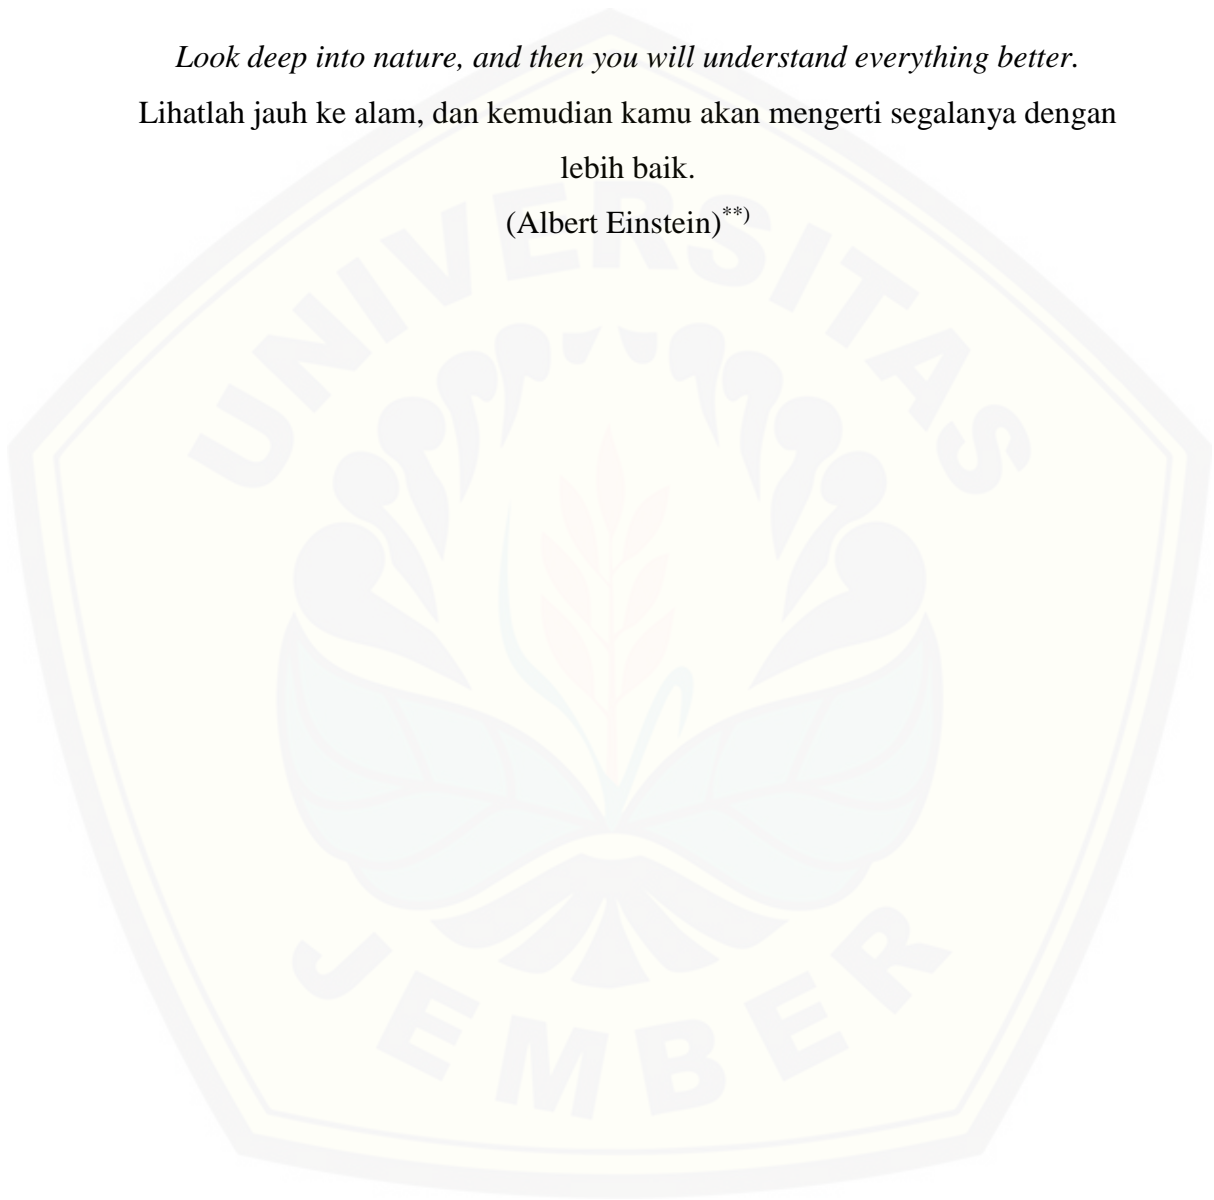 Look deep into nature, and then you will understand everything better.
Lihatlah jauh ke alam, dan kemudian kamu akan mengerti segalanya dengan
lebih baik.
(Albert Einstein)**)
UNIVERSITAS
JEMBER